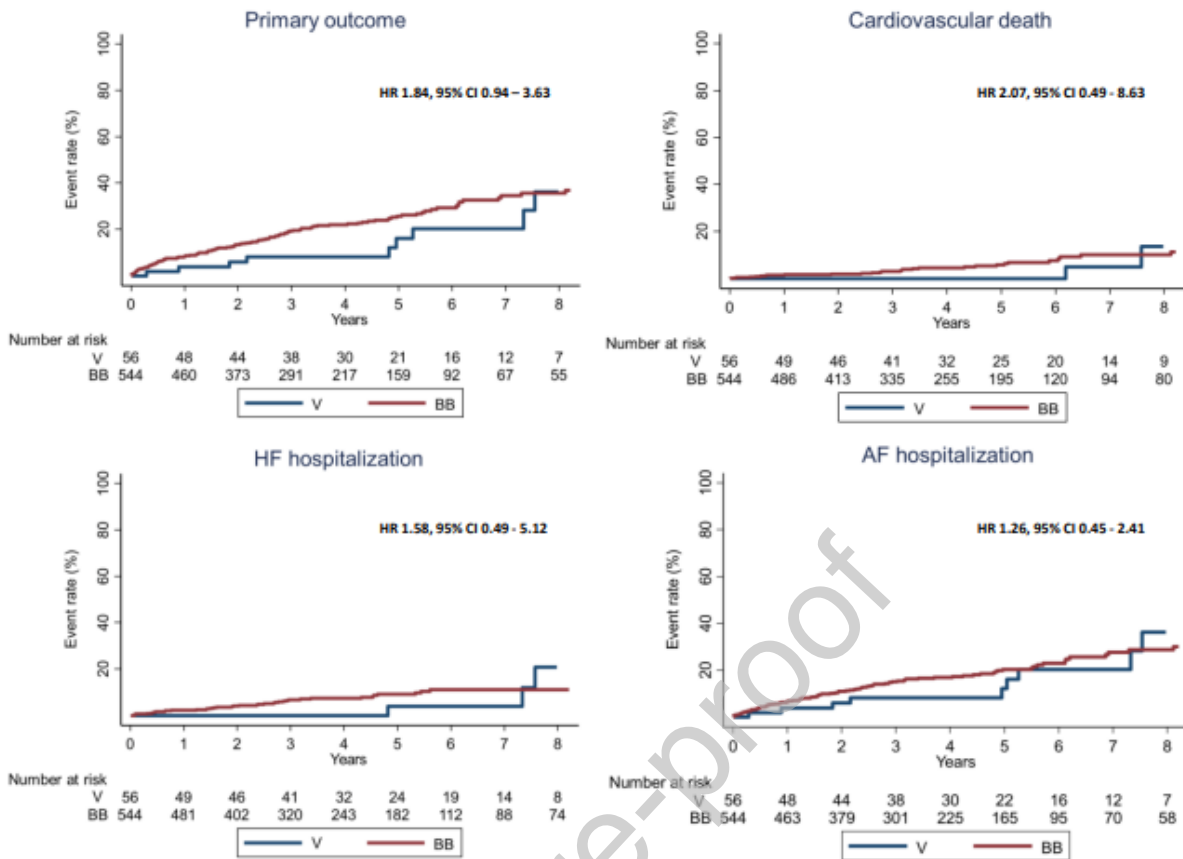 Primary outcome
100
80
60
40
20
Event rate (%)
HR 1.84, 95% CI 0.94 – 3.63
0 1 2 3 4 5 6 7 8
Years
Number at risk
V 56 48 44 38 30 21 16 12 7
BB 544 460 373 291 217 159 92 67 55
V BB
Cardiovascular death
100
80
60
40
20
Event rate (%)
HR 2.07, 95% CI 0.49 - 8.63
0 1 2 3 4 5 6 7 8
Years
Number at risk
V 56 49 46 41 32 25 20 14 9
BB 544 486 413 335 255 195 120 94 80
V BB
HF hospitalization
100
80
60
40
20
Event rate (%)
HR 1.58, 95% CI 0.49 - 5.12
0 1 2 3 4 5 6 7 8
Years
Number at risk
V 56 49 46 41 32 24 19 14 8
BB 544 481 402 320 243 182 112 88 74
V BB
AF hospitalization
100
80
60
40
20
Event rate (%)
HR 1.26, 95% CI 0.45 - 2.41
0 1 2 3 4 5 6 7 8
Years
Number at risk
V 56 48 44 38 30 22 16 12 7
BB 544 463 379 301 225 165 95 70 58
V BB
e-proof